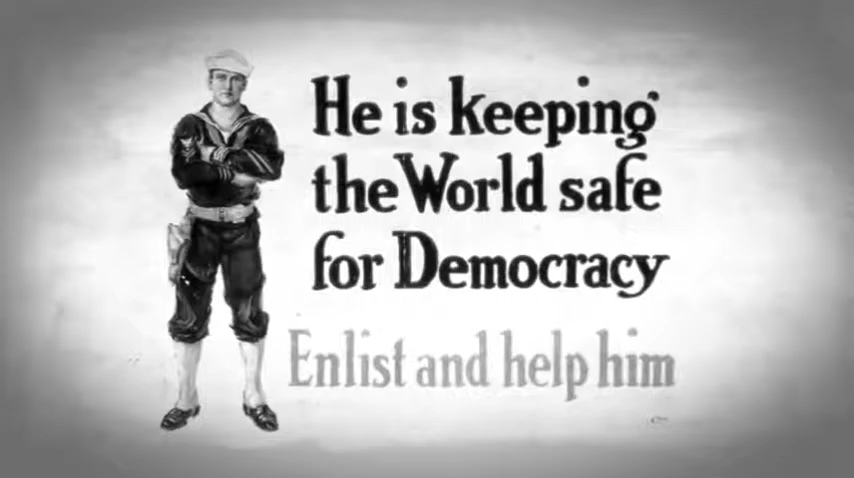 He is keeping
the World safe
for Democracy
Enlist and help him